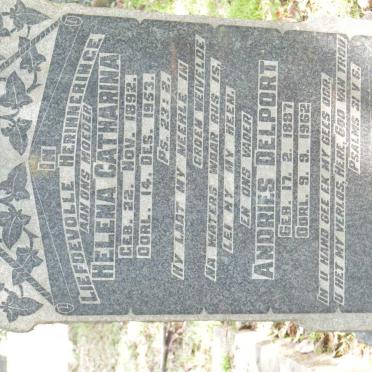 IN
LIEFDEVOLLE HERINNERINGE
AAN ONS MOEDER
HELENA CATHARINA
GEB. 22. NOV. 1892.
OORL. 14. DES. 1943.
PS. 23:2
HY LAAT MY NEERLÊ IN
GROEN WEIVELDE
NA WATERS WAAR RUS IS,
LEI HY MY HEEN.
EN ONS VADER
ANDRIES DELPORT
GEB. 17. 2. 1887
OORL. 9. 9. 1962
IN U HAND GEE EK MY GEES OOR
U HET MY VERLOS, HERE, GOD VAN TROU
PSALMS 31 V 6.